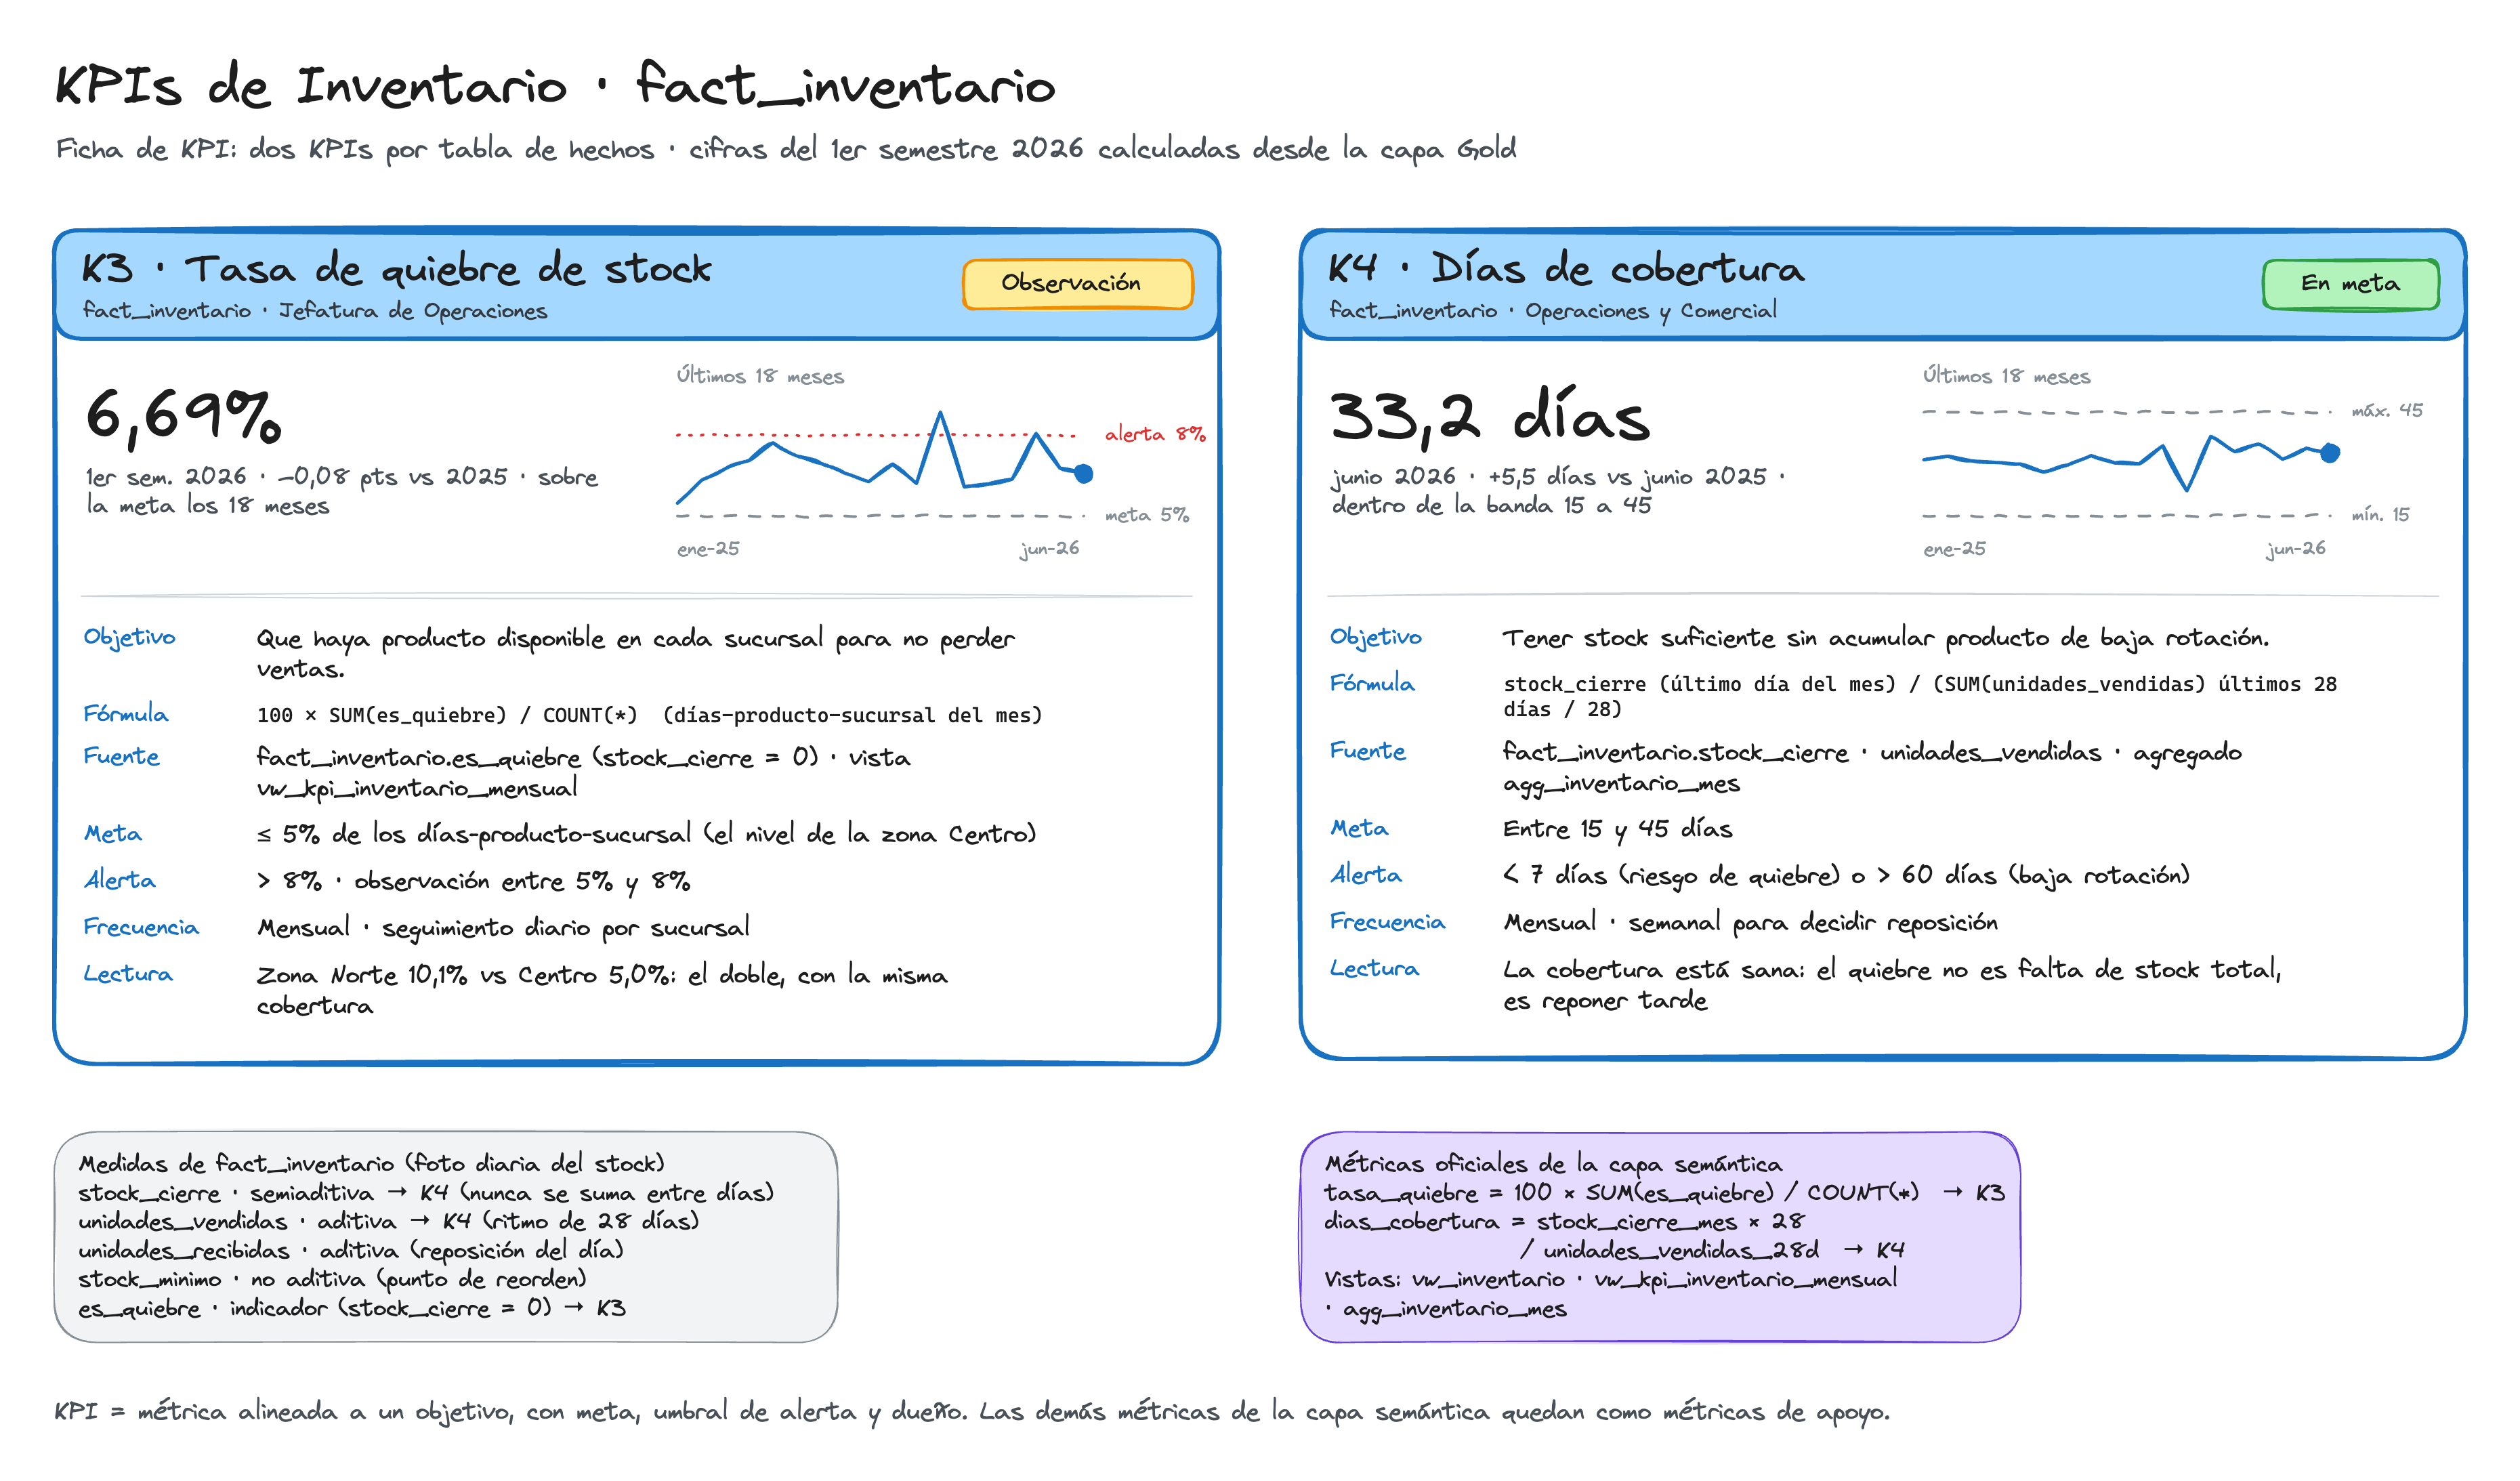 KPIs de Inventario · fact_inventario
Ficha de KPI: dos KPIs por tabla de hechos · cifras del 1er semestre 2026 calculadas desde la capa Gold
K3 · Tasa de quiebre de stock
fact_inventario · Jefatura de Operaciones
Observación
6,69%
1er sem. 2026 · −0,08 pts vs 2025 · sobre
la meta los 18 meses
Últimos 18 meses
alerta 8%
meta 5%
ene-25
jun-26
Objetivo
Que haya producto disponible en cada sucursal para no perder
ventas.
Fórmula
100 × SUM(es_quiebre) / COUNT(*)  (días-producto-sucursal del mes)
Fuente
fact_inventario.es_quiebre (stock_cierre = 0) · vista
vw_kpi_inventario_mensual
Meta
≤ 5% de los días-producto-sucursal (el nivel de la zona Centro)
Alerta
> 8% · observación entre 5% y 8%
Frecuencia
Mensual · seguimiento diario por sucursal
Lectura
Zona Norte 10,1% vs Centro 5,0%: el doble, con la misma
cobertura
K4 · Días de cobertura
fact_inventario · Operaciones y Comercial
En meta
33,2 días
junio 2026 · +5,5 días vs junio 2025 ·
dentro de la banda 15 a 45
Últimos 18 meses
máx. 45
mín. 15
ene-25
jun-26
Objetivo
Tener stock suficiente sin acumular producto de baja rotación.
Fórmula
stock_cierre (último día del mes) / (SUM(unidades_vendidas) últimos 28
días / 28)
Fuente
fact_inventario.stock_cierre · unidades_vendidas · agregado
agg_inventario_mes
Meta
Entre 15 y 45 días
Alerta
< 7 días (riesgo de quiebre) o > 60 días (baja rotación)
Frecuencia
Mensual · semanal para decidir reposición
Lectura
La cobertura está sana: el quiebre no es falta de stock total,
es reponer tarde
Medidas de fact_inventario (foto diaria del stock)
stock_cierre · semiaditiva → K4 (nunca se suma entre días)
unidades_vendidas · aditiva → K4 (ritmo de 28 días)
unidades_recibidas · aditiva (reposición del día)
stock_minimo · no aditiva (punto de reorden)
es_quiebre · indicador (stock_cierre = 0) → K3
Métricas oficiales de la capa semántica
tasa_quiebre = 100 × SUM(es_quiebre) / COUNT(*)  → K3
dias_cobertura = stock_cierre_mes × 28
/ unidades_vendidas_28d  → K4
Vistas: vw_inventario · vw_kpi_inventario_mensual
· agg_inventario_mes
KPI = métrica alineada a un objetivo, con meta, umbral de alerta y dueño. Las demás métricas de la capa semántica quedan como métricas de apoyo.